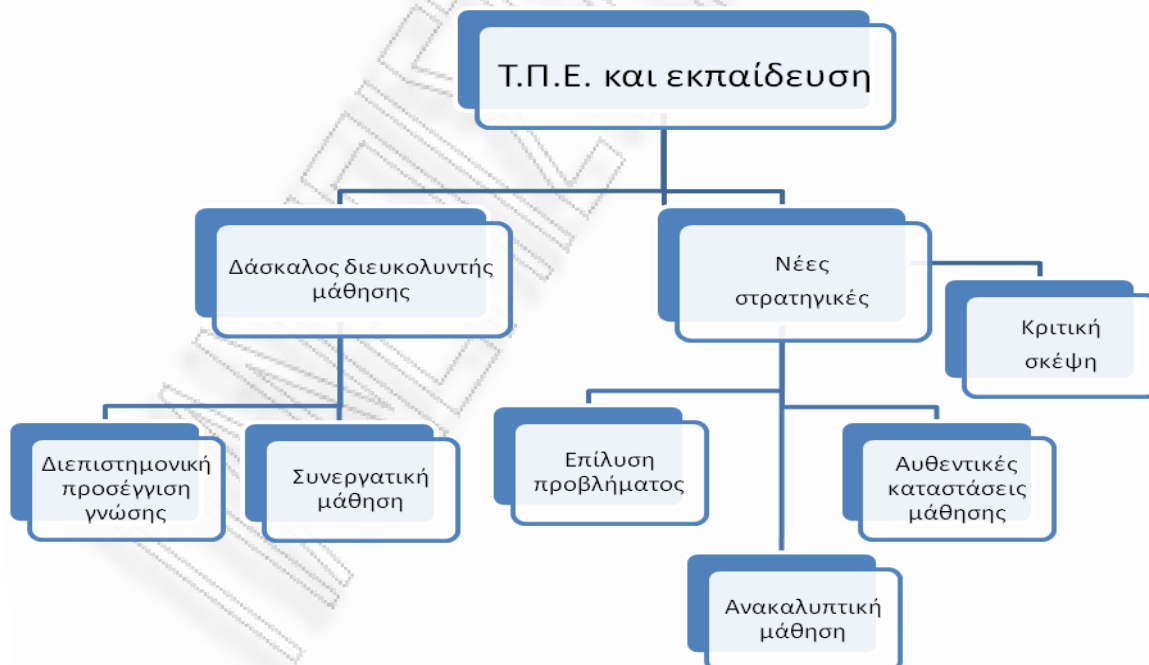 Τ.Π.Ε. και εκπαίδευση
Δάσκαλος διευκολυντής
μάθησης
Νέες
στρατηγικές
Κριτική
σκέψη
Διεπιστημονική
προσέγγιση
γνώσης
Συνεργατική
μάθηση
Επίλυση
προβλήματος
Αυθεντικές
καταστάσεις
μάθησης
Ανακαλυπτική
μάθηση